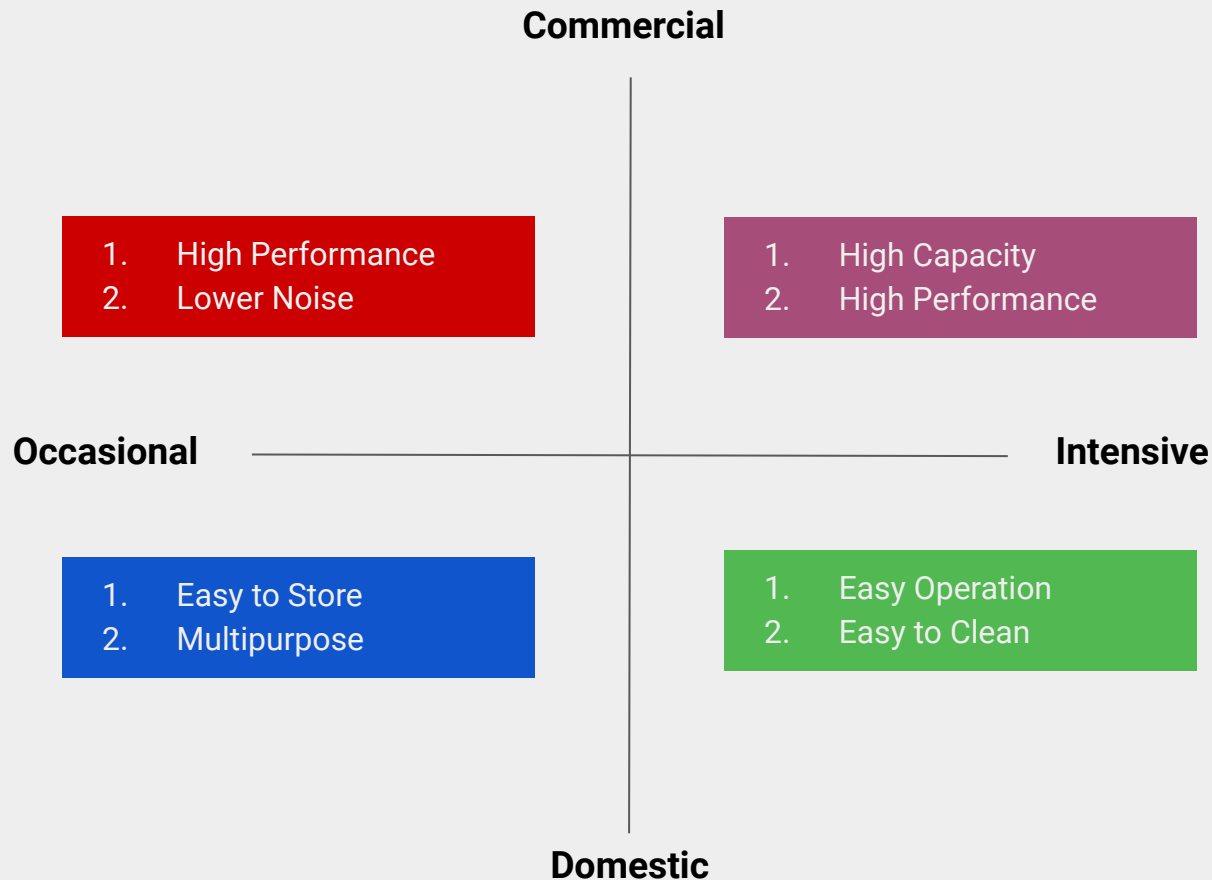 Commercial
1. High Performance
2. Lower Noise
1. High Capacity
2. High Performance
Occasional
Intensive
1. Easy to Store
2. Multipurpose
1. Easy Operation
2. Easy to Clean
Domestic